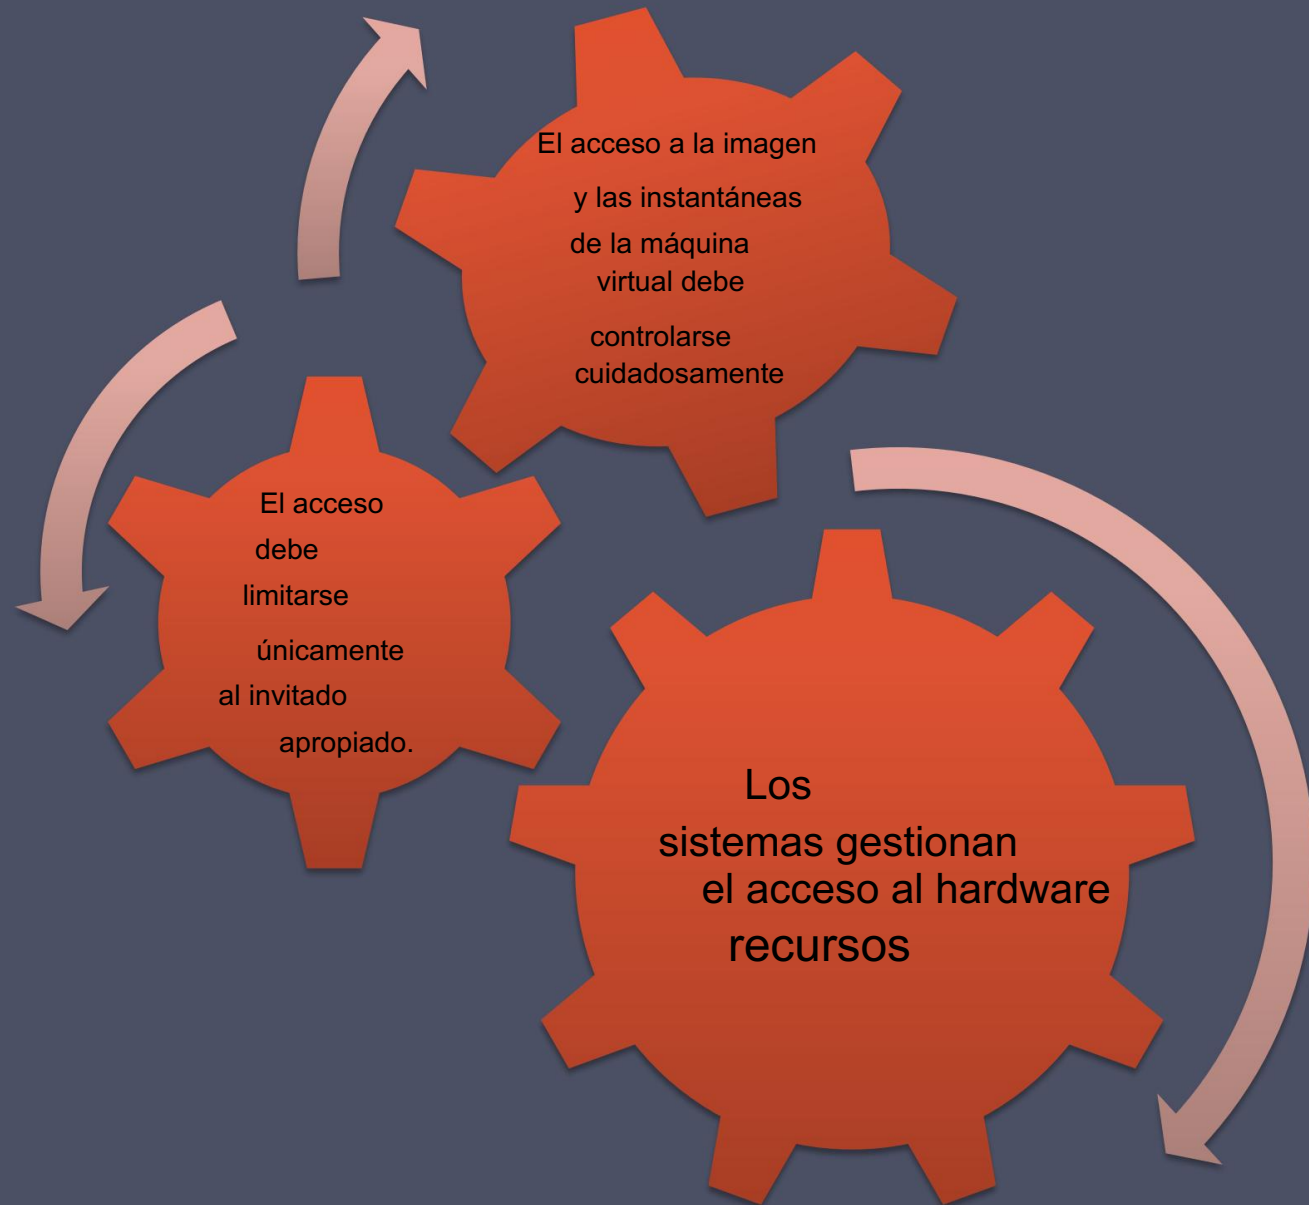 El acceso a la imagen
y las instantáneas
de la máquina
virtual debe
controlarse
cuidadosamente
El acceso
debe
limitarse
únicamente
al invitado
apropiado.
Los
sistemas gestionan
el acceso al hardware
recursos